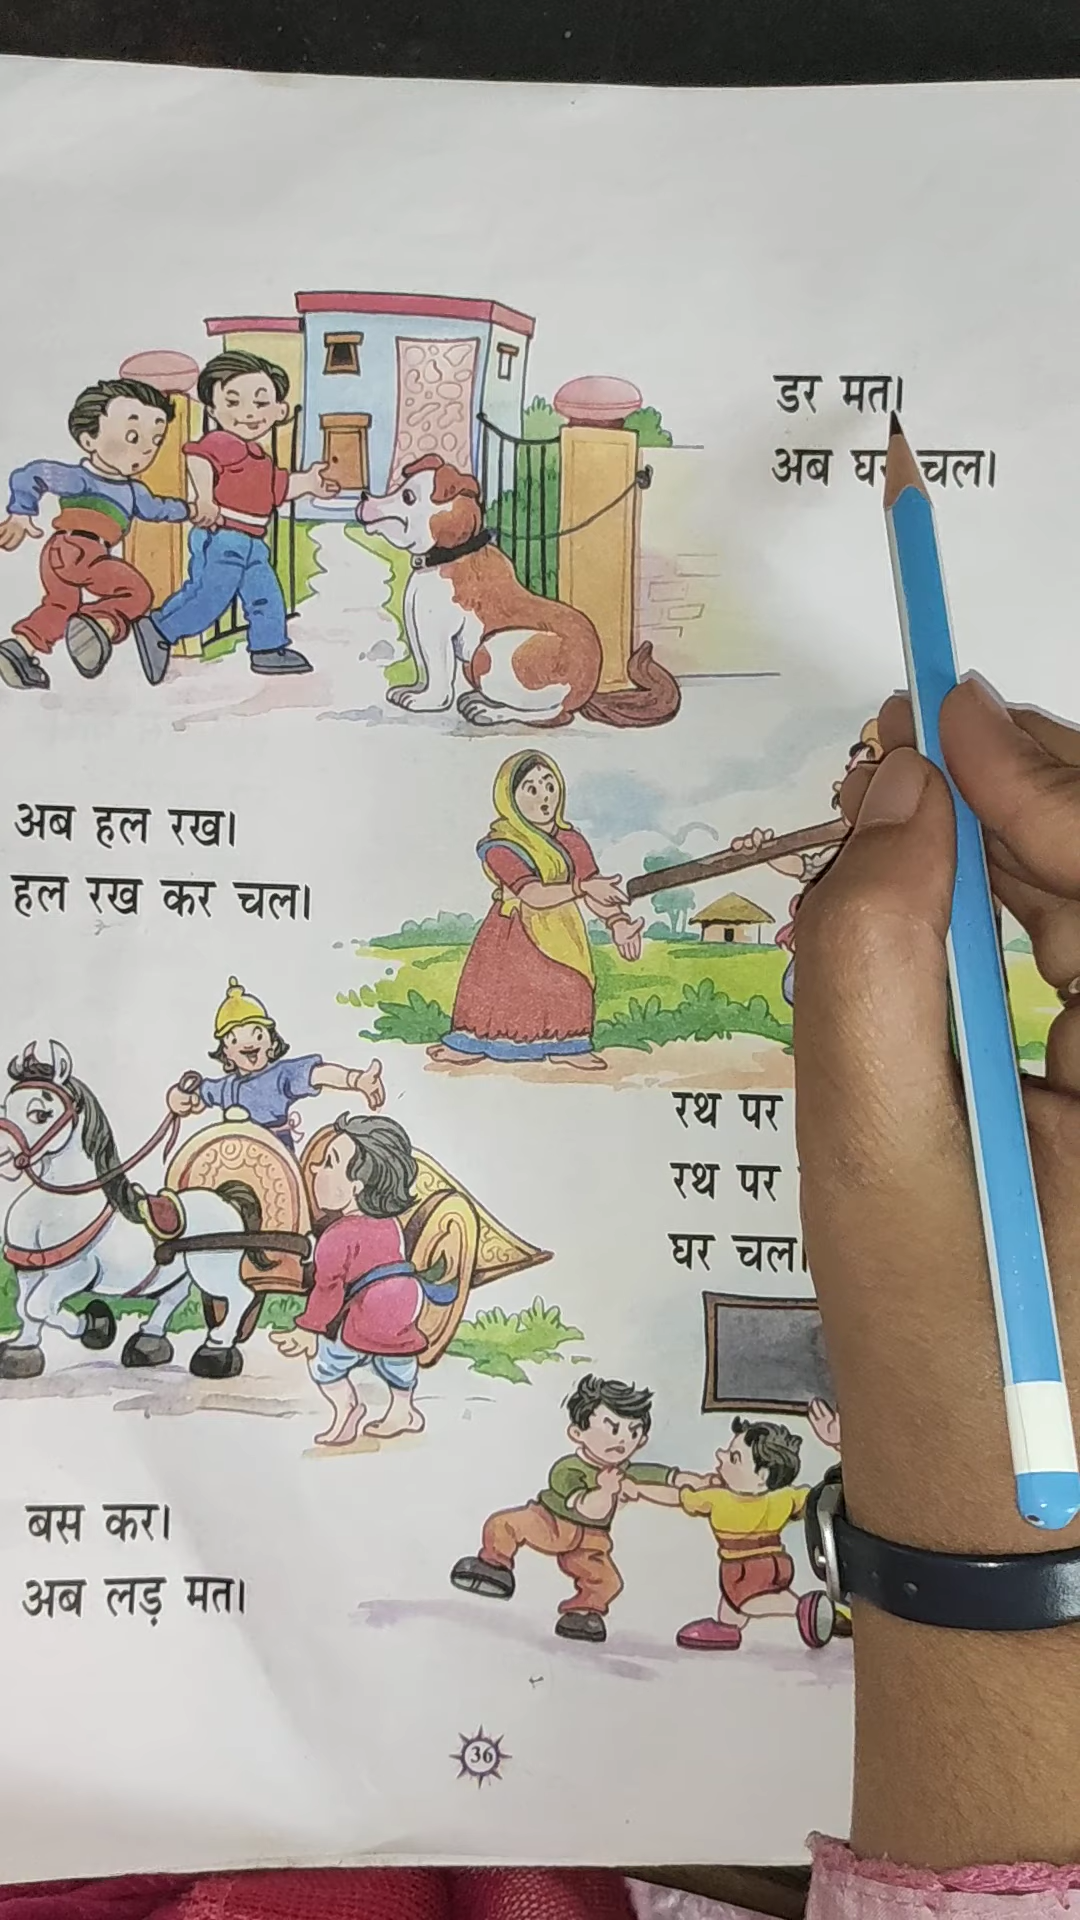 डर मत।
अब घर चल।
अब हल रख।
हल रख कर चल।
रथ पर
रथ पर
घर चल।
बस कर।
अब लड़ मत।
36